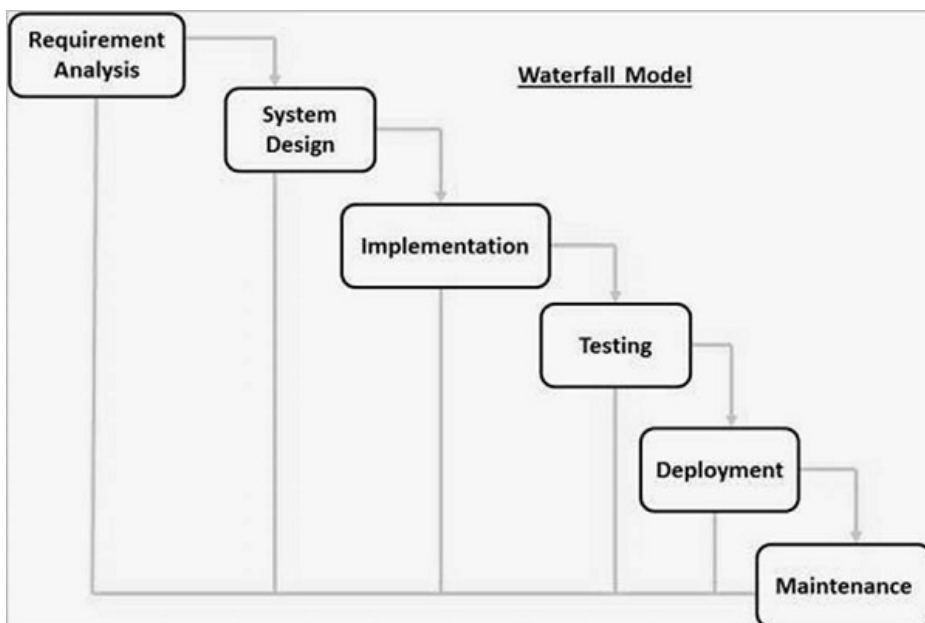 Requirement
Analysis
Waterfall Model
System
Design
Implementation
Testing
Deployment
Maintenance